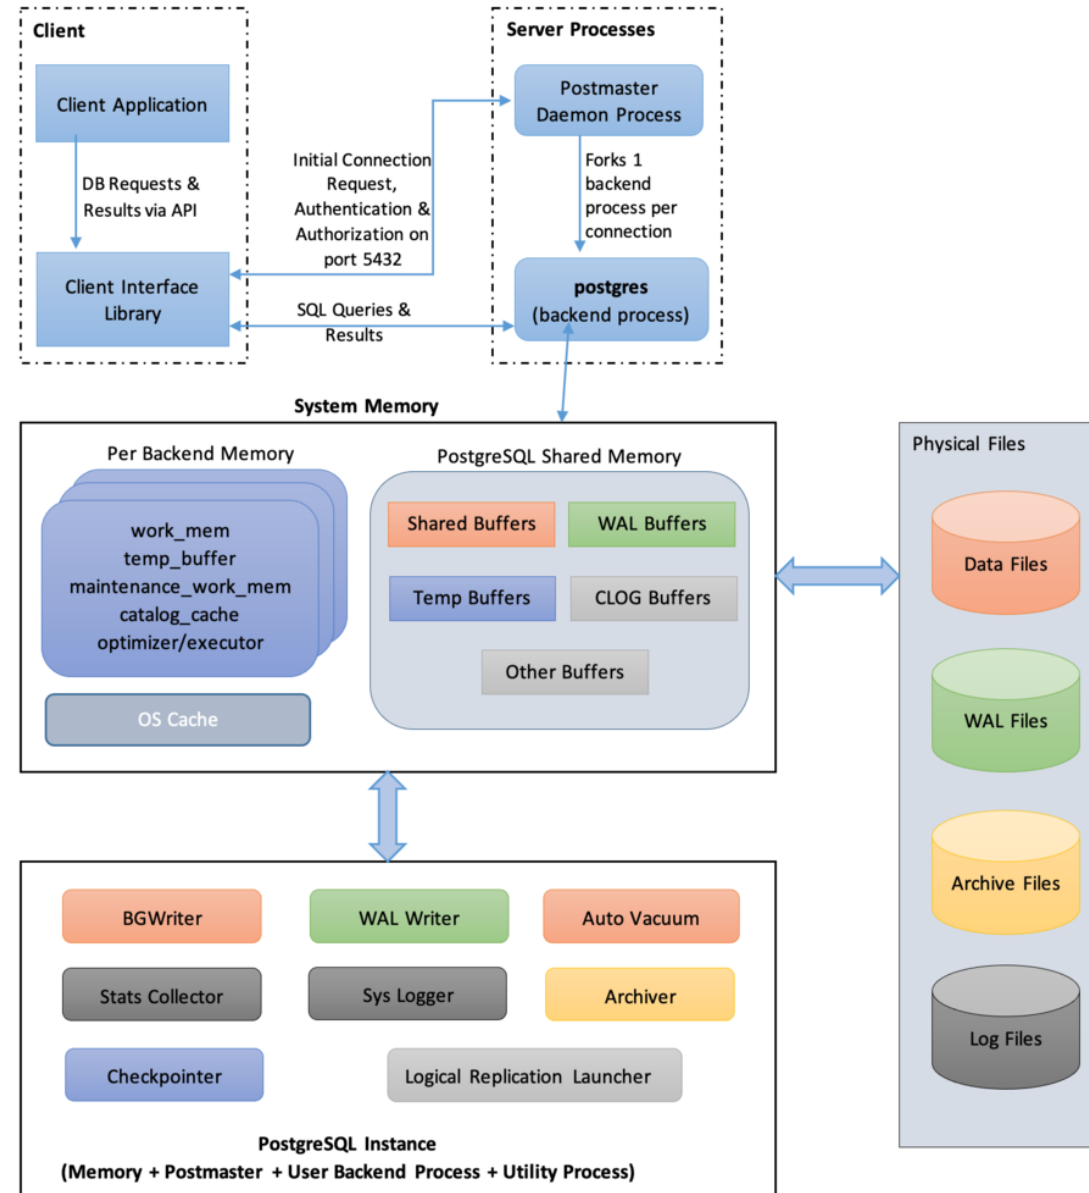 Client
Client Application
DB Requests &
Results via API
Client Interface
Library
Initial Connection
Request,
Authentication &
Authorization on
port 5432
SQL Queries &
Results
Server Processes
Postmaster
Daemon Process
Forks 1
backend
process per
connection
postgres
(backend process)
System Memory
Per Backend Memory
work_mem
temp_buffer
maintenance_work_mem
catalog_cache
optimizer/executor
OS Cache
PostgreSQL Shared Memory
Shared Buffers
WAL Buffers
Temp Buffers
CLOG Buffers
Other Buffers
Physical Files
Data Files
WAL Files
Archive Files
Log Files
BGWriter
WAL Writer
Auto Vacuum
Stats Collector
Sys Logger
Archiver
Checkpointer
Logical Replication Launcher
PostgreSQL Instance
(Memory + Postmaster + User Backend Process + Utility Process)